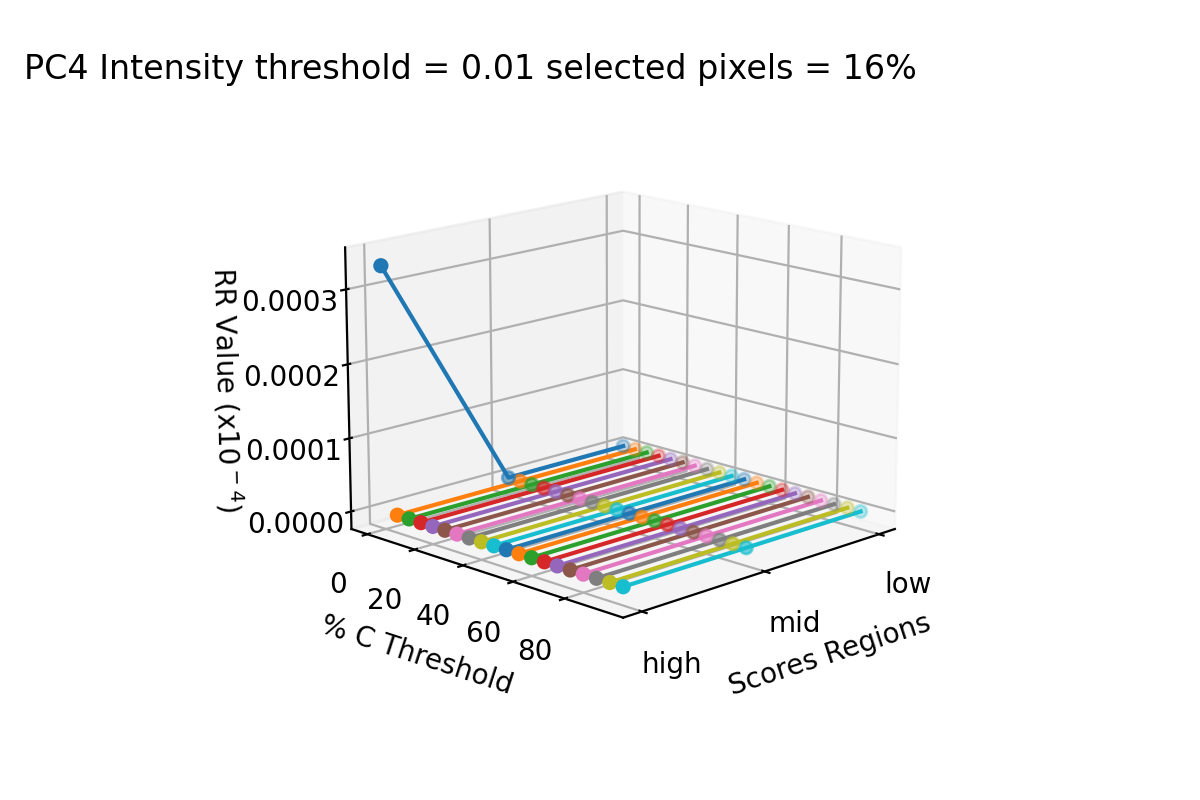 PC4 Intensity threshold = 0.01 selected pixels = 16%
RR Value (x10⁻⁴)
0.0003
0.0002
0.0001
0.0000
0
20
40
60
80
% C Threshold
low
mid
high
Scores Regions